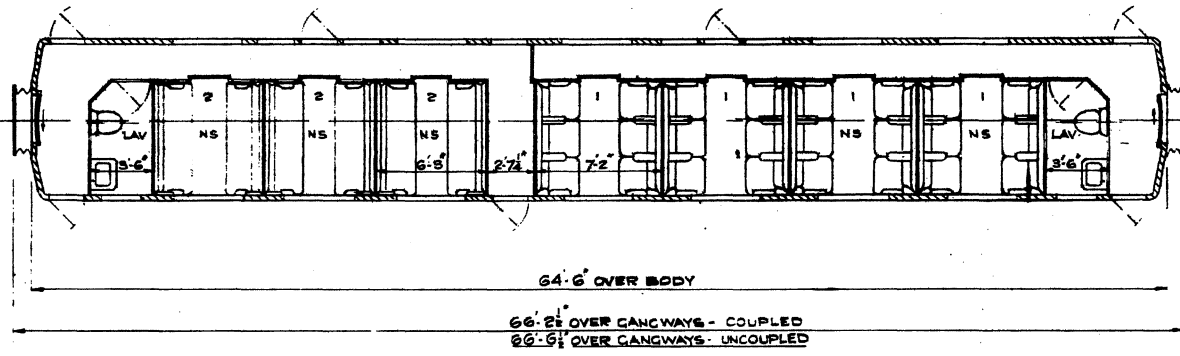 2 2 2 1 1 1 1
LAV NS NS NS NS NS LAV.
3'-6" 6'-5" 2'-7½" 7'-2" 3'-6"
64'-6" OVER BODY
66'-2½" OVER GANGWAYS - COUPLED
66'-6½" OVER GANGWAYS - UNCOUPLED